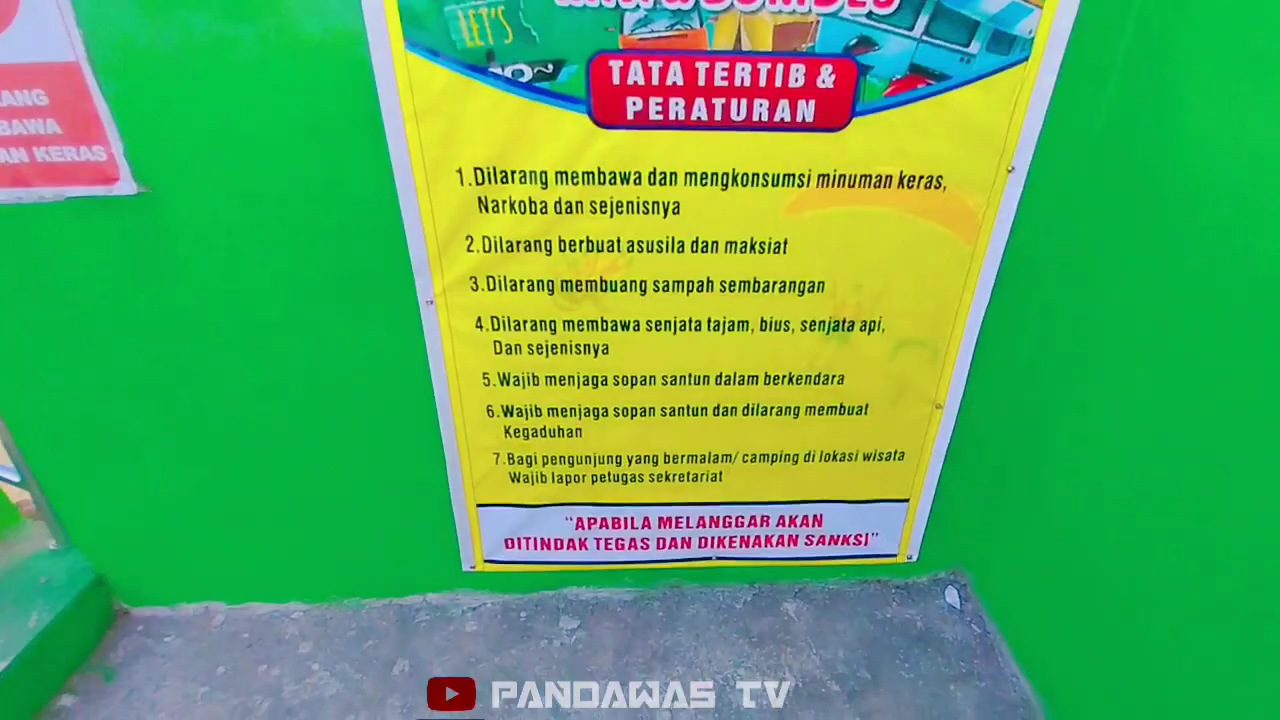 LET'S
TATA TERTIB &
PERATURAN
ANG
BAWA
AN KERAS
1.Dilarang membawa dan mengkonsumsi minuman keras,
Narkoba dan sejenisnya
2.Dilarang berbuat asusila dan maksiat
3.Dilarang membuang sampah sembarangan
4.Dilarang membawa senjata tajam, bius, senjata api,
Dan sejenisnya
5.Wajib menjaga sopan santun dalam berkendara
6.Wajib menjaga sopan santun dan dilarang membuat
Kegaduhan
7.Bagi pengunjung yang bermalam/ camping di lokasi wisata
Wajib lapor petugas sekretariat
"APABILA MELANGGAR AKAN
DITINDAK TEGAS DAN DIKENAKAN SANKSI"
PANDAWAS TV